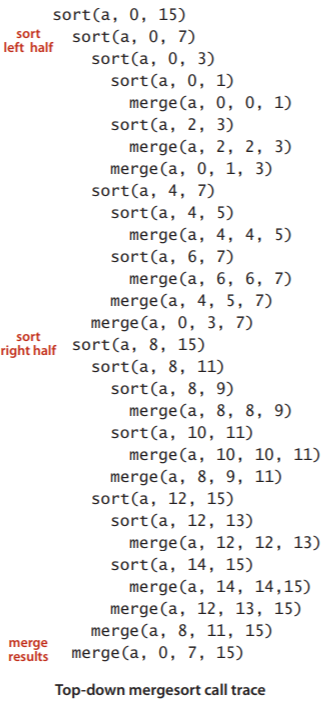 sort(a, 0, 15)
sort
left half
sort(a, 0, 7)
sort(a, 0, 3)
sort(a, 0, 1)
merge(a, 0, 0, 1)
sort(a, 2, 3)
merge(a, 2, 2, 3)
merge(a, 0, 1, 3)
sort(a, 4, 7)
sort(a, 4, 5)
merge(a, 4, 4, 5)
sort(a, 6, 7)
merge(a, 6, 6, 7)
merge(a, 4, 5, 7)
merge(a, 0, 3, 7)
sort
right half
sort(a, 8, 15)
sort(a, 8, 11)
sort(a, 8, 9)
merge(a, 8, 8, 9)
sort(a, 10, 11)
merge(a, 10, 10, 11)
merge(a, 8, 9, 11)
sort(a, 12, 15)
sort(a, 12, 13)
merge(a, 12, 12, 13)
sort(a, 14, 15)
merge(a, 14, 14,15)
merge(a, 12, 13, 15)
merge(a, 8, 11, 15)
merge
results
merge(a, 0, 7, 15)
Top-down mergesort call trace